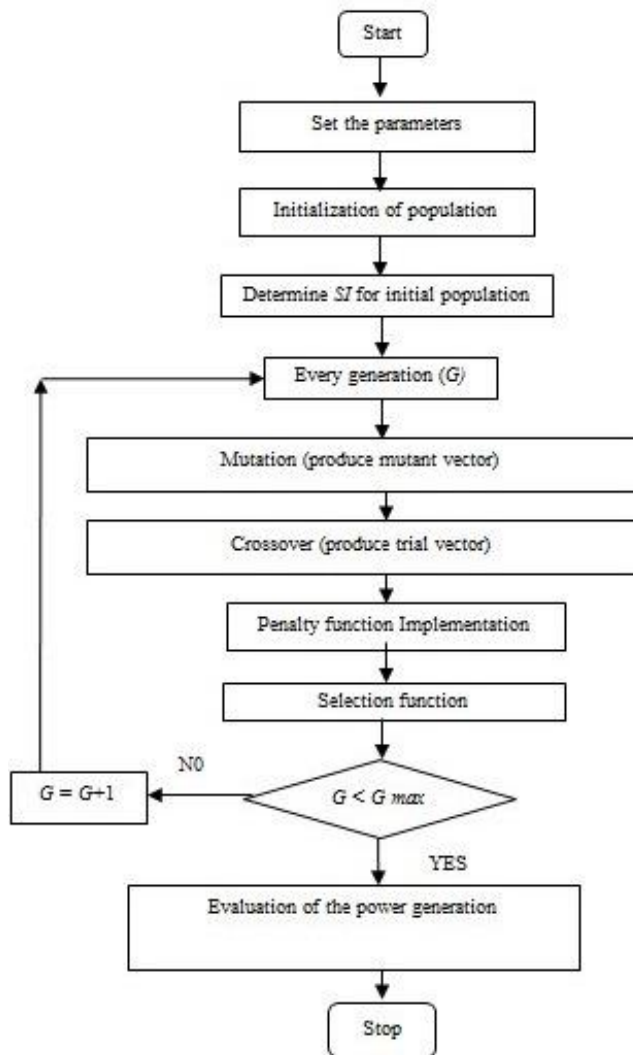 Start
Set the parameters
Initialization of population
Determine SI for initial population
Every generation (G)
Mutation (produce mutant vector)
Crossover (produce trial vector)
Penalty function Implementation
Selection function
N0
G = G+1
G < G max
YES
Evaluation of the power generation
Stop